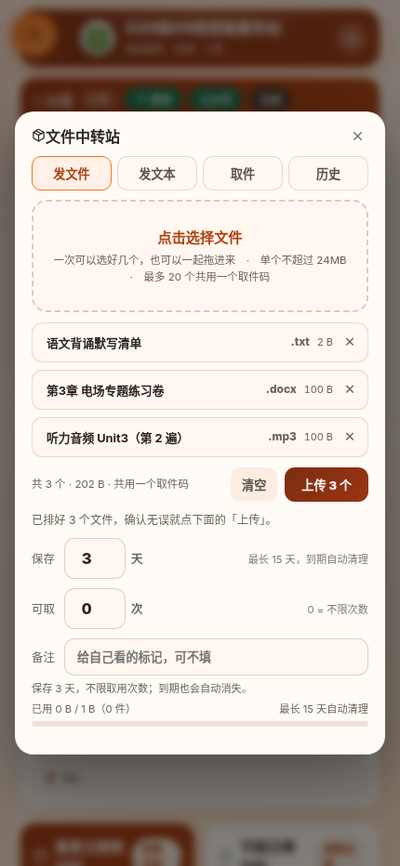 文件中转站
发文件
发文本
取件
历史
点击选择文件
一次可以选好几个，也可以一起拖进来 · 单个不超过 24MB
· 最多 20 个共用一个取件码
语文背诵默写清单 .txt 2 B ×
第3章 电场专题练习卷 .docx 100 B ×
听力音频 Unit3（第 2 遍） .mp3 100 B ×
共 3 个 · 202 B · 共用一个取件码 清空 上传 3 个
已排好 3 个文件，确认无误就点下面的「上传」。
保存 3 天 最长 15 天，到期自动清理
可取 0 次 0 = 不限次数
备注 给自己看的标记，可不填
保存 3 天，不限取用次数；到期也会自动消失。
已用 0 B / 1 B（0 件） 最长 15 天自动清理